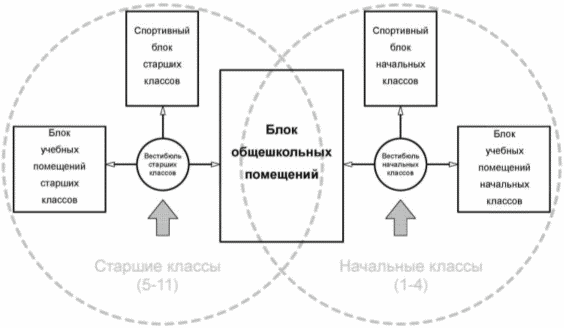 Спортивный
блок
старших
классов
Спортивный
блок
начальных
классов
Блок
учебных
помещений
старших
классов
Вестибюль
старших
классов
Блок
общешкольных
помещений
Вестибюль
начальных
классов
Блок
учебных
помещений
начальных
классов
Старшие классы
(5-11)
Начальные классы
(1-4)